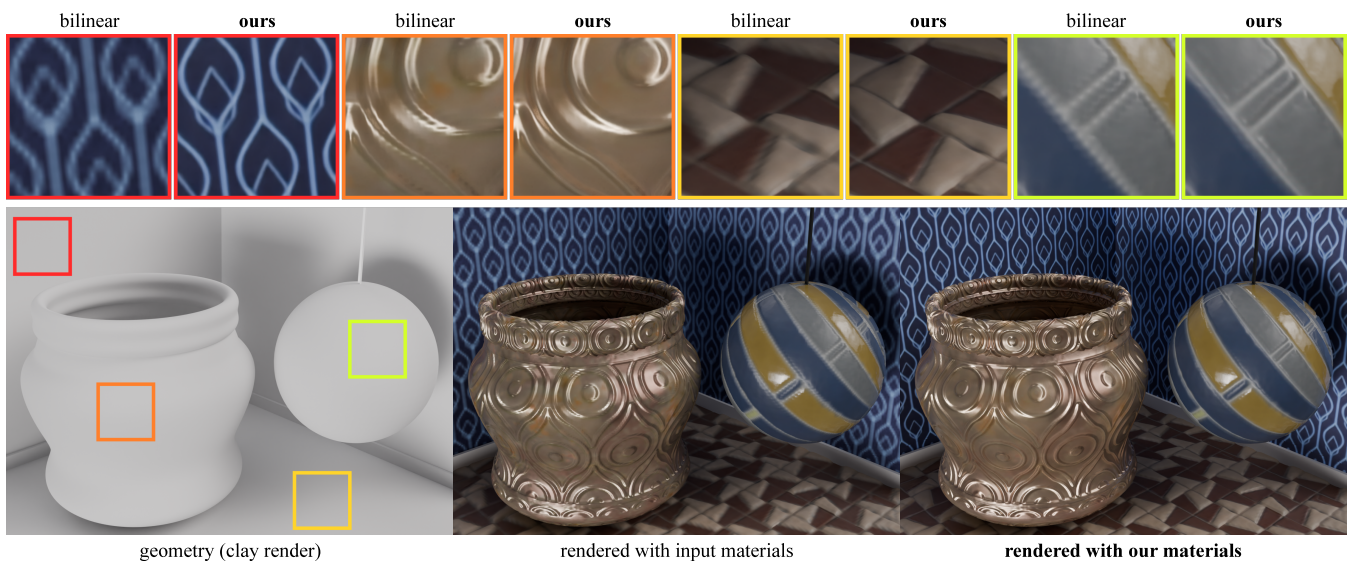 bilinear ours bilinear ours bilinear ours bilinear ours
geometry (clay render) rendered with input materials rendered with our materials